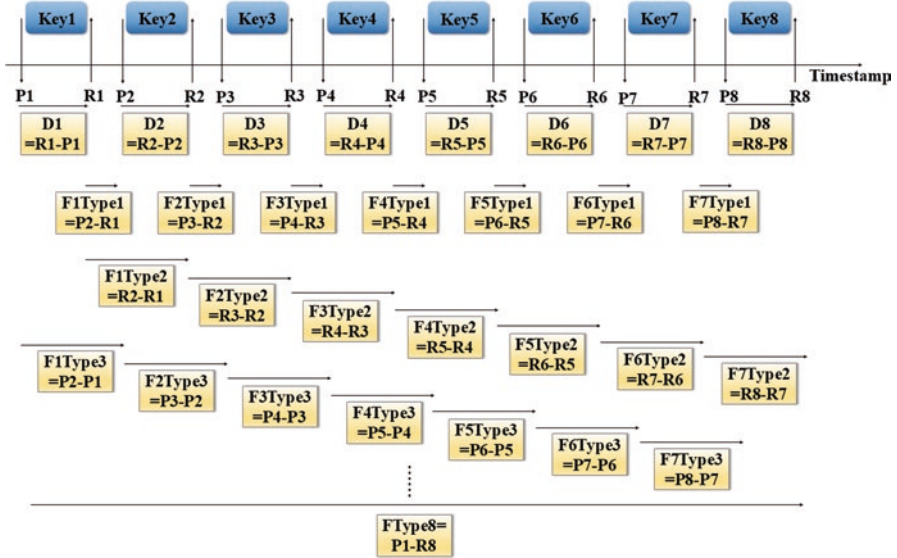 Key1 Key2 Key3 Key4 Key5 Key6 Key7 Key8
Timestamp
P1 R1 P2 R2 P3 R3 P4 R4 P5 R5 P6 R6 P7 R7 P8 R8
D1 D2 D3 D4 D5 D6 D7 D8
=R1-P1 =R2-P2 =R3-P3 =R4-P4 =R5-P5 =R6-P6 =R7-P7 =R8-P8
F1Type1 F2Type1 F3Type1 F4Type1 F5Type1 F6Type1 F7Type1
=P2-R1 =P3-R2 =P4-R3 =P5-R4 =P6-R5 =P7-R6 =P8-R7
F1Type2
=R2-R1
F2Type2
=R3-R2
F3Type2
=R4-R3
F4Type2
=R5-R4
F5Type2
=R6-R5
F6Type2
=R7-R6
F7Type2
=R8-R7
F1Type3
=P2-P1
F2Type3
=P3-P2
F3Type3
=P4-P3
F4Type3
=P5-P4
F5Type3
=P6-P5
F6Type3
=P7-P6
F7Type3
=P8-P7
FType8=
P1-R8